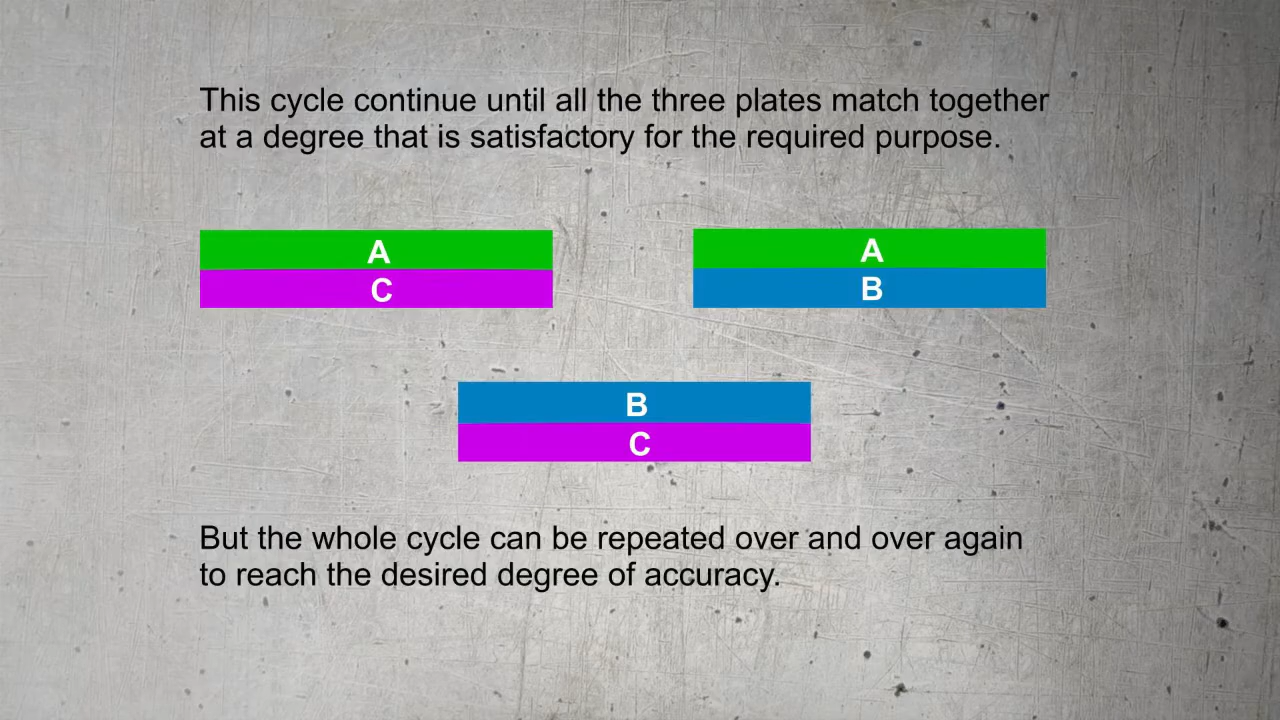 This cycle continue until all the three plates match together
at a degree that is satisfactory for the required purpose.
A
C
A
B
B
C
But the whole cycle can be repeated over and over again
to reach the desired degree of accuracy.